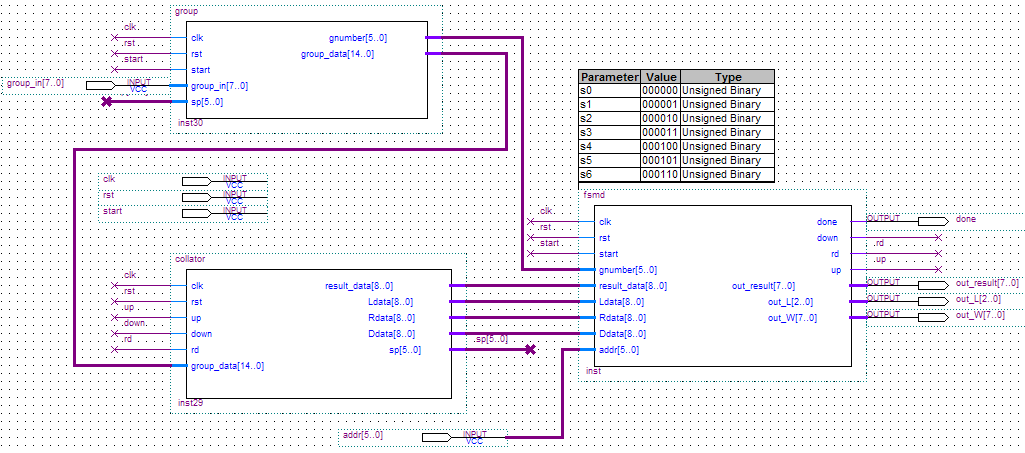 group
clk
rst
start
clk
rst
start
group_in[7..0]
sp[5..0]
gnumber[5..0]
group_data[14..0]
group_in[7..0]
INPUT
VCC
inst30
Parameter Value Type
s0 000000 Unsigned Binary
s1 000001 Unsigned Binary
s2 000010 Unsigned Binary
s3 000011 Unsigned Binary
s4 000100 Unsigned Binary
s5 000101 Unsigned Binary
s6 000110 Unsigned Binary
clk INPUT
VCC
rst INPUT
VCC
start INPUT
VCC
fsmd
clk
rst
start
clk
rst
start
gnumber[5..0]
result_data[8..0]
Ldata[8..0]
Rdata[8..0]
Ddata[8..0]
addr[5..0]
done
down
rd
up
out_result[7..0]
out_L[2..0]
out_W[7..0]
OUTPUT done
rd
up
OUTPUT out_result[7..0]
OUTPUT out_L[2..0]
OUTPUT out_W[7..0]
inst
collator
clk
rst
up
down
rd
clk
rst
up
down
rd
group_data[14..0]
result_data[8..0]
Ldata[8..0]
Rdata[8..0]
Ddata[8..0]
sp[5..0]
sp[5..0]
inst29
addr[5..0] INPUT
VCC